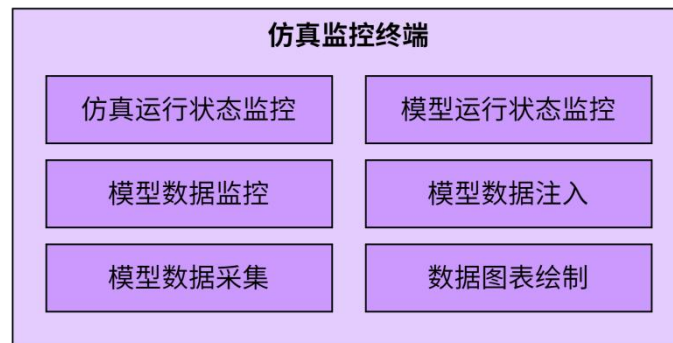 仿真监控终端
仿真运行状态监控
模型运行状态监控
模型数据监控
模型数据注入
模型数据采集
数据图表绘制